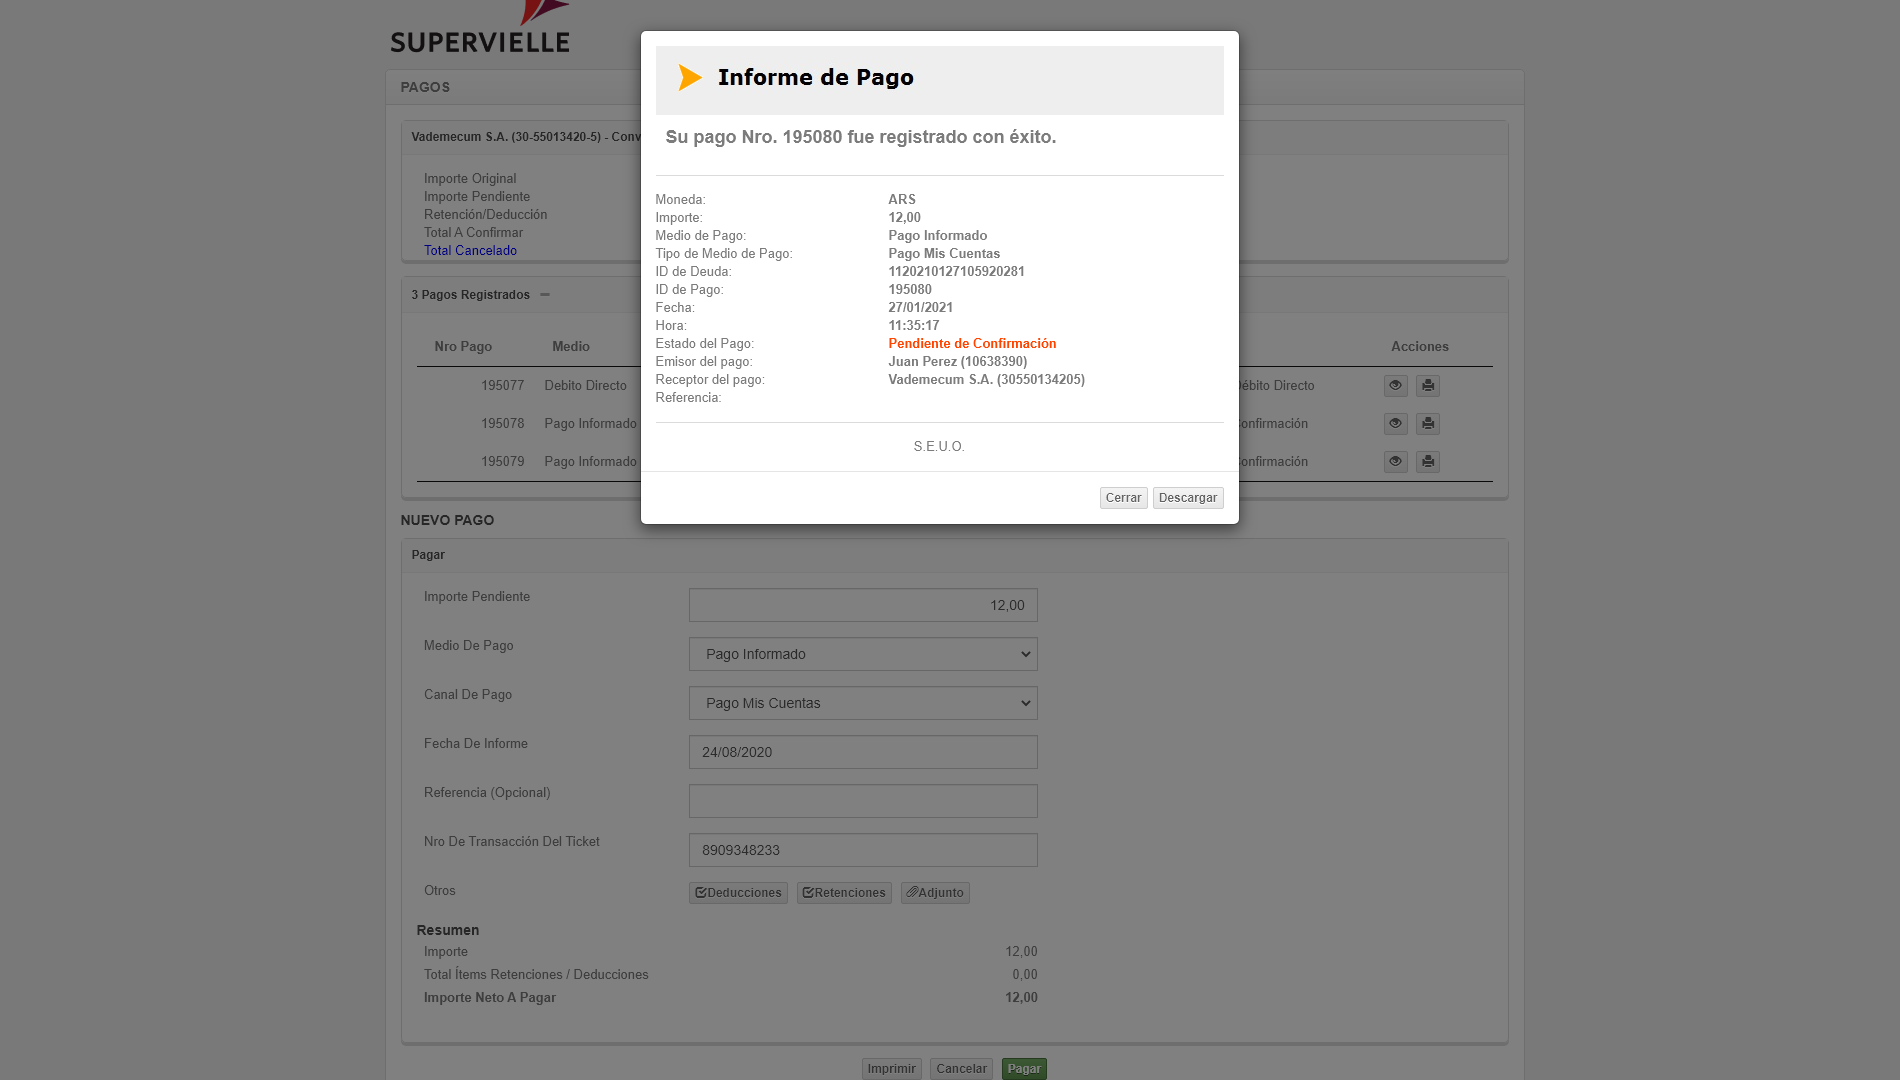 SUPERVIELLE
PAGOS
Vademecum S.A. (30-55013420-5) - Conv
Importe Original
Importe Pendiente
Retención/Deducción
Total A Confirmar
Total Cancelado
3 Pagos Registrados
Nro Pago Medio Acciones
195077 Debito Directo Débito Directo
195078 Pago Informado Confirmación
195079 Pago Informado Confirmación
Informe de Pago
Su pago Nro. 195080 fue registrado con éxito.
Moneda: ARS
Importe: 12,00
Medio de Pago: Pago Informado
Tipo de Medio de Pago: Pago Mis Cuentas
ID de Deuda: 1120210127105920281
ID de Pago: 195080
Fecha: 27/01/2021
Hora: 11:35:17
Estado del Pago: Pendiente de Confirmación
Emisor del pago: Juan Perez (10638390)
Receptor del pago: Vademecum S.A. (30550134205)
Referencia:
S.E.U.O.
Cerrar Descargar
NUEVO PAGO
Pagar
Importe Pendiente 12,00
Medio De Pago Pago Informado
Canal De Pago Pago Mis Cuentas
Fecha De Informe 24/08/2020
Referencia (Opcional)
Nro De Transacción Del Ticket 8909348233
Otros Deducciones Retenciones Adjunto
Resumen
Importe 12,00
Total Ítems Retenciones / Deducciones 0,00
Importe Neto A Pagar 12,00
Imprimir Cancelar Pagar